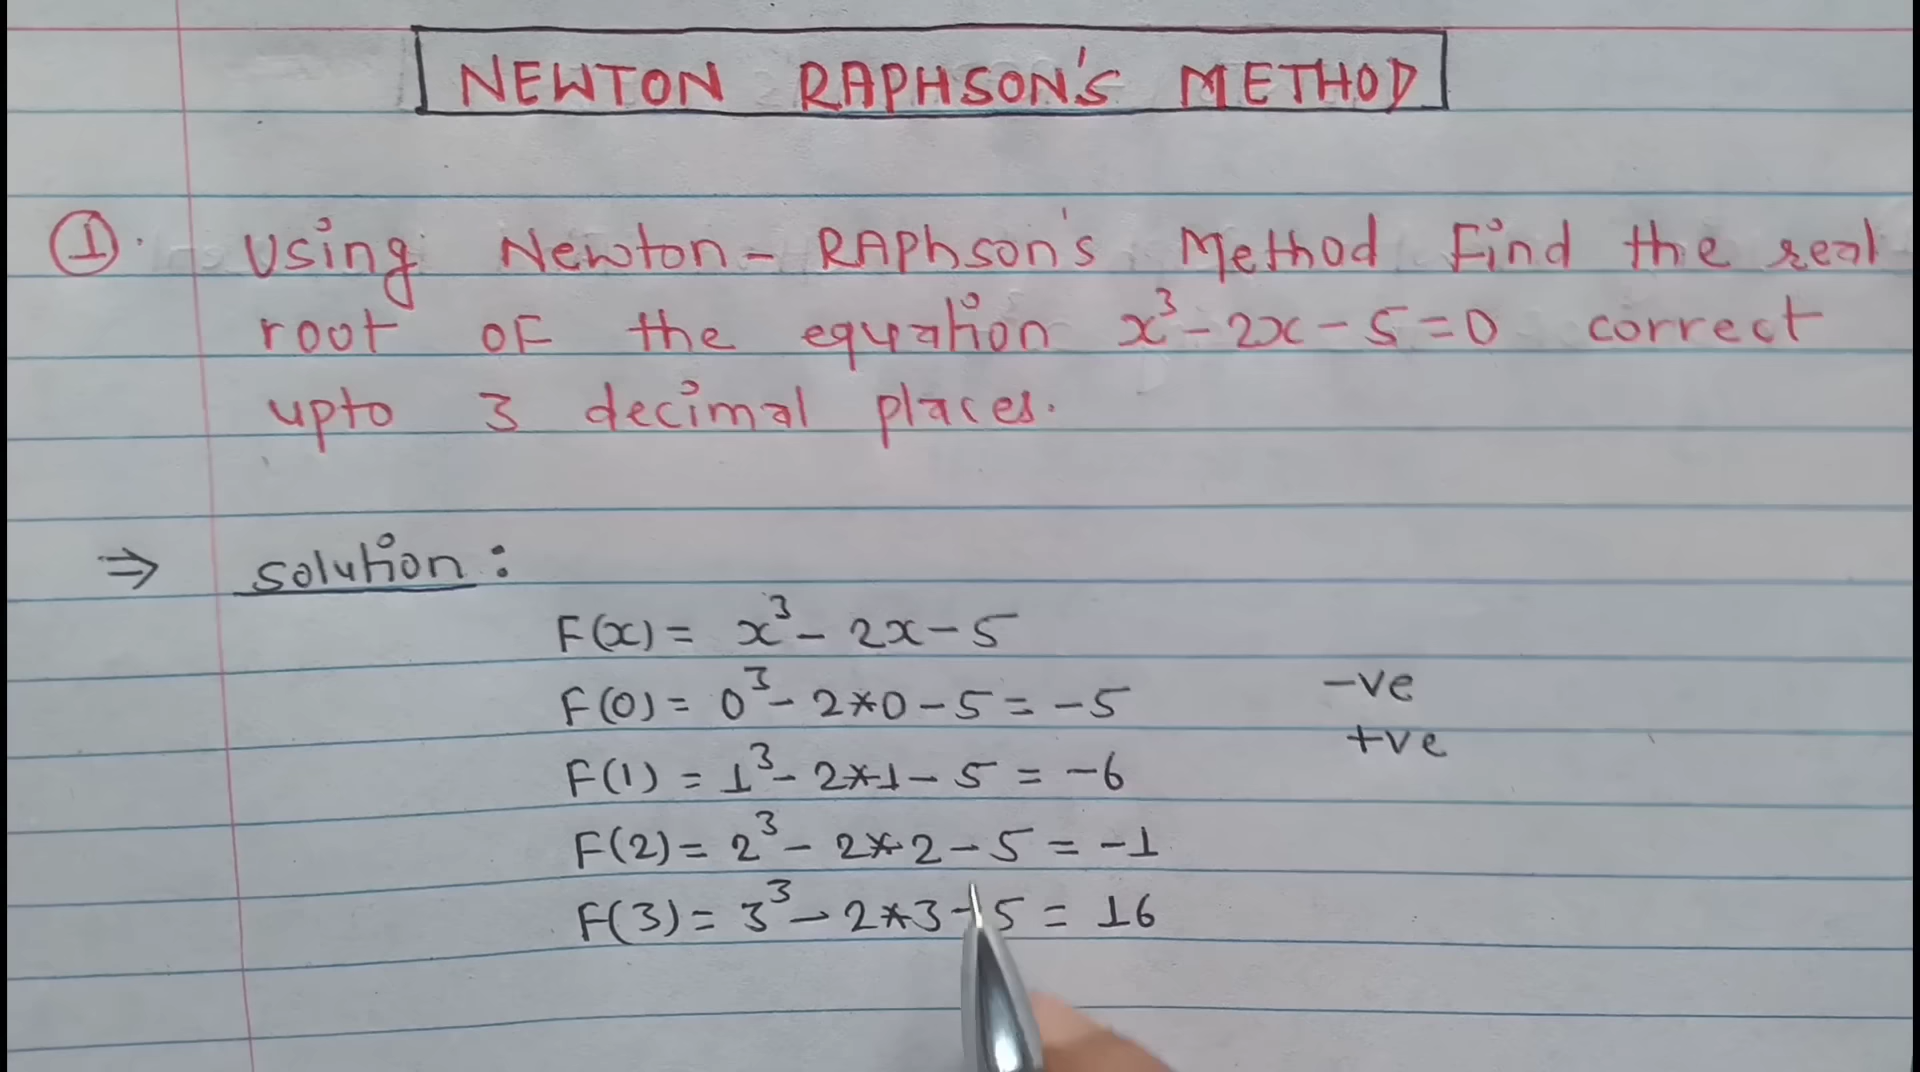 NEWTON RAPHSON'S METHOD
① . Using Newton - RAPhson's Method Find the real
root OF the equation x³ - 2x - 5 = 0 correct
upto 3 decimal places.
⇒ solution :
F(x) = x³ - 2x - 5
F(0) = 0³ - 2*0 - 5 = -5
-ve
+ve
F(1) = 1³ - 2*1 - 5 = -6
F(2) = 2³ - 2*2 - 5 = -1
F(3) = 3³ - 2*3 - 5 = 16